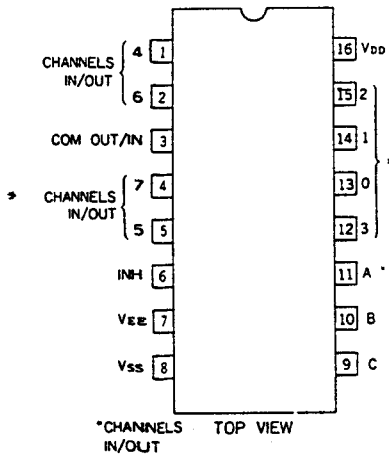 4 1 16 VDD
CHANNELS
IN/OUT
6 2 15 2
COM OUT/IN 3 14 1
*
7 4 13 0
* CHANNELS
IN/OUT
5 5 12 3
INH 6 11 A
VEE 7 10 B
VSS 8 9 C
*CHANNELS
IN/OUT
TOP VIEW